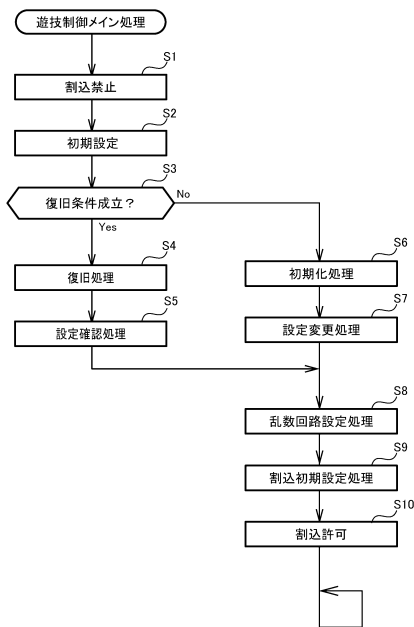 遊技制御メイン処理
S1
割込禁止
S2
初期設定
S3
復旧条件成立?
No
Yes
S4
復旧処理
S5
設定確認処理
S6
初期化処理
S7
設定変更処理
S8
乱数回路設定処理
S9
割込初期設定処理
S10
割込許可